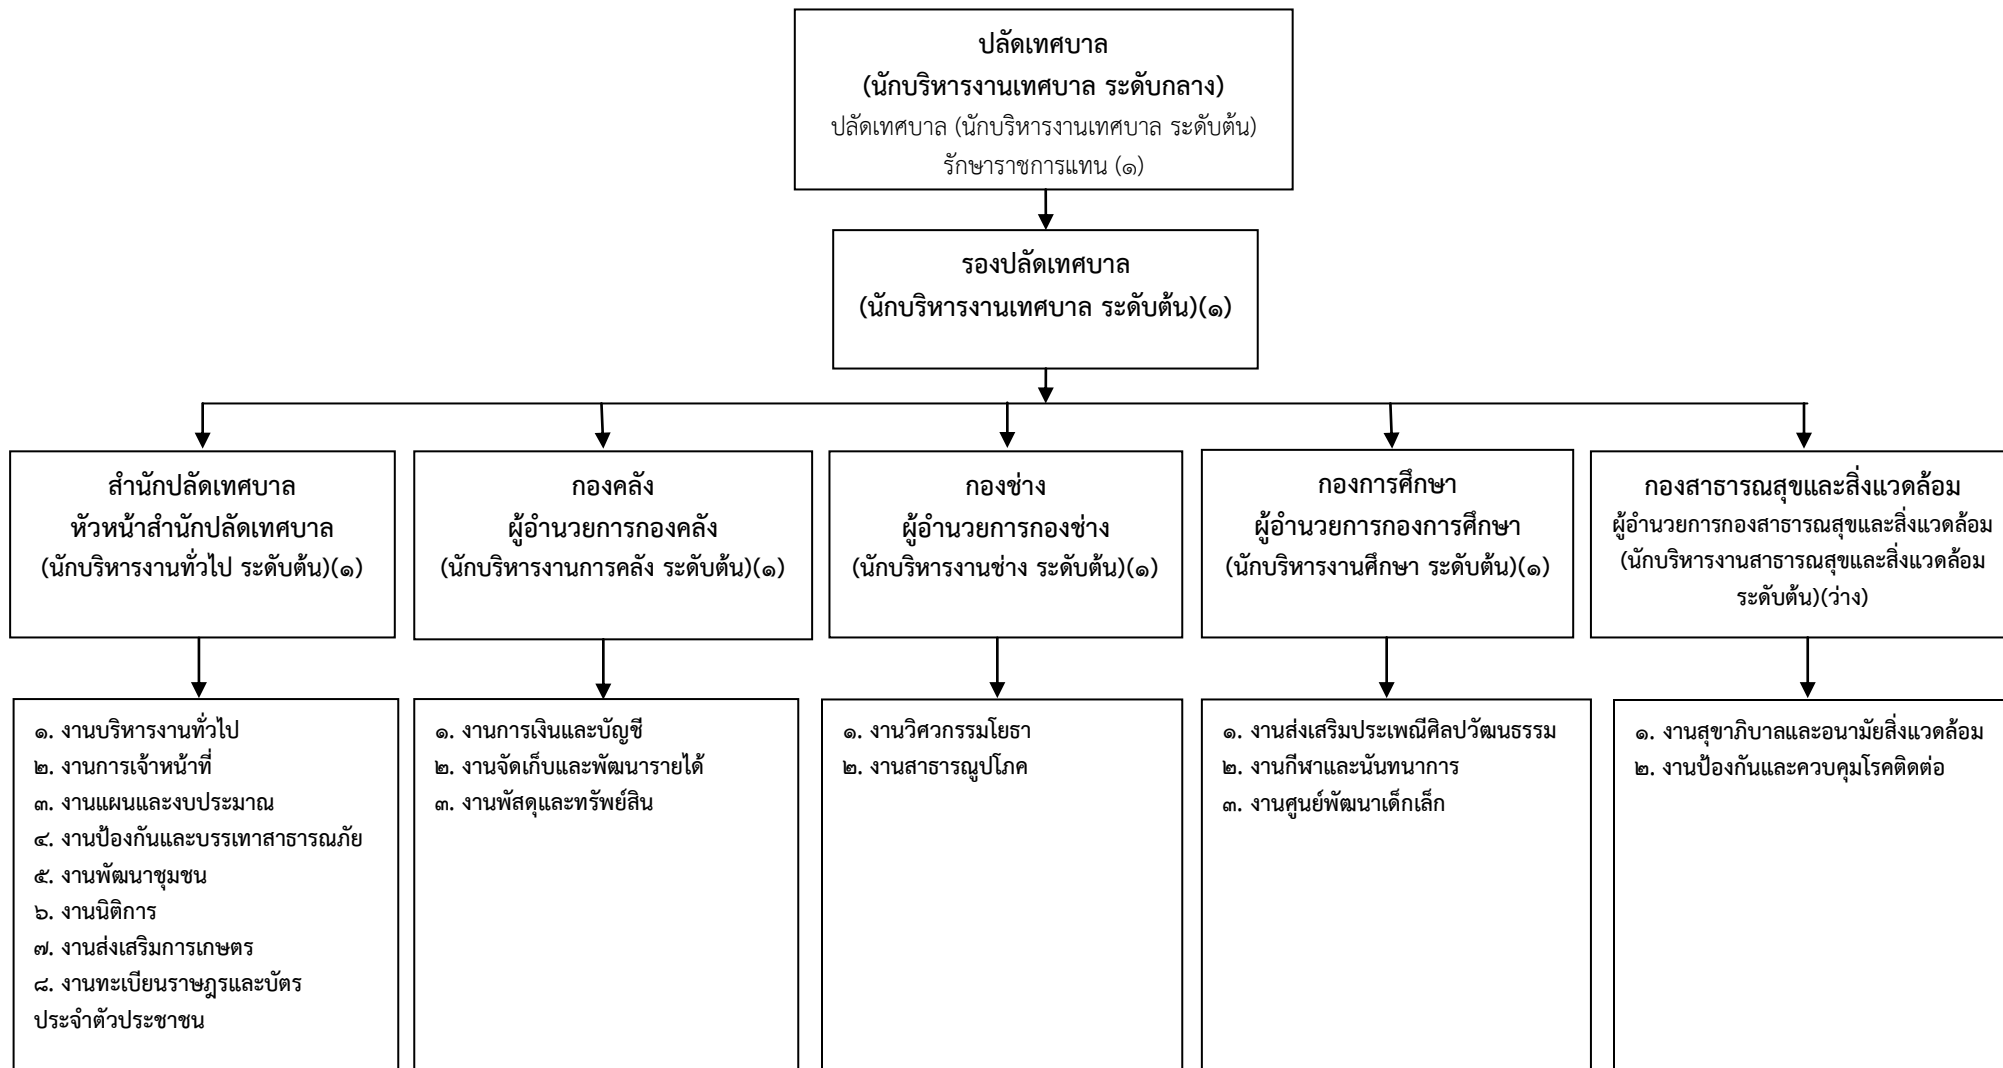 ปลัดเทศบาล
(นักบริหารงานเทศบาล ระดับกลาง)
ปลัดเทศบาล (นักบริหารงานเทศบาล ระดับต้น)
รักษาราชการแทน (๑)
รองปลัดเทศบาล
(นักบริหารงานเทศบาล ระดับต้น)(๑)
สำนักปลัดเทศบาล
หัวหน้าสำนักปลัดเทศบาล
(นักบริหารงานทั่วไป ระดับต้น)(๑)
กองคลัง
ผู้อำนวยการกองคลัง
(นักบริหารงานการคลัง ระดับต้น)(๑)
กองช่าง
ผู้อำนวยการกองช่าง
(นักบริหารงานช่าง ระดับต้น)(๑)
กองการศึกษา
ผู้อำนวยการกองการศึกษา
(นักบริหารงานศึกษา ระดับต้น)(๑)
กองสาธารณสุขและสิ่งแวดล้อม
ผู้อำนวยการกองสาธารณสุขและสิ่งแวดล้อม
(นักบริหารงานสาธารณสุขและสิ่งแวดล้อม
ระดับต้น)(ว่าง)
๑. งานบริหารงานทั่วไป
๒. งานการเจ้าหน้าที่
๓. งานแผนและงบประมาณ
๔. งานป้องกันและบรรเทาสาธารณภัย
๕. งานพัฒนาชุมชน
๖. งานนิติการ
๗. งานส่งเสริมการเกษตร
๘. งานทะเบียนราษฎรและบัตร
ประจำตัวประชาชน
๑. งานการเงินและบัญชี
๒. งานจัดเก็บและพัฒนารายได้
๓. งานพัสดุและทรัพย์สิน
๑. งานวิศวกรรมโยธา
๒. งานสาธารณูปโภค
๑. งานส่งเสริมประเพณีศิลปวัฒนธรรม
๒. งานกีฬาและนันทนาการ
๓. งานศูนย์พัฒนาเด็กเล็ก
๑. งานสุขาภิบาลและอนามัยสิ่งแวดล้อม
๒. งานป้องกันและควบคุมโรคติดต่อ